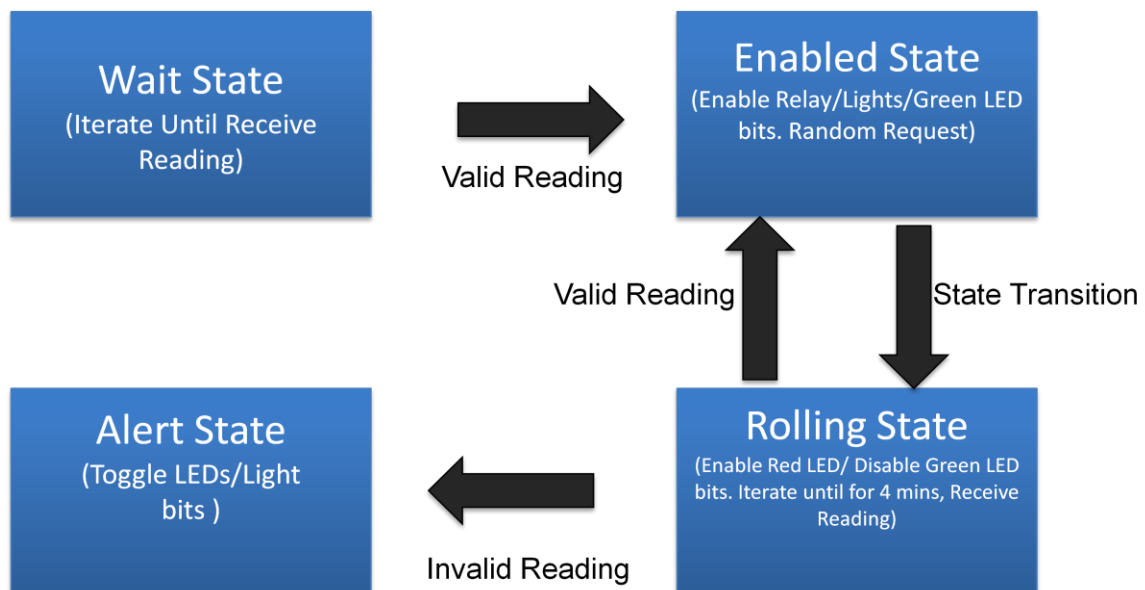 Wait State
(Iterate Until Receive
Reading)
Valid Reading
Enabled State
(Enable Relay/Lights/Green LED
bits. Random Request)
Valid Reading
State Transition
Rolling State
(Enable Red LED/ Disable Green LED
bits. Iterate until for 4 mins, Receive
Reading)
Invalid Reading
Alert State
(Toggle LEDs/Light
bits )